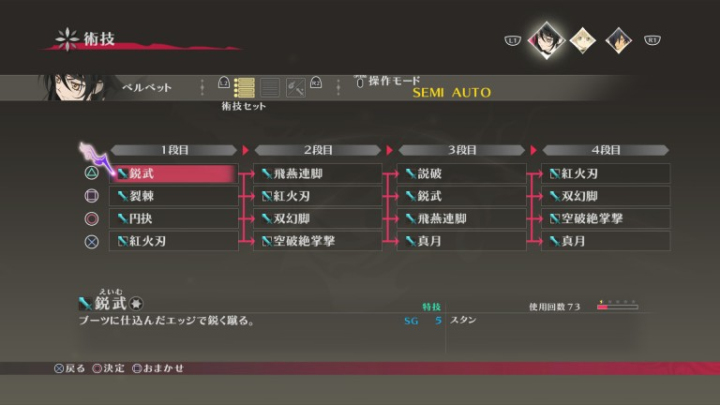 術技
L1
R1
ベルベット
L2
R2
操作モード
SEMI AUTO
術技セット
1段目 2段目 3段目 4段目
鋭武 飛燕連脚 説破 紅火刃
裂棘 紅火刃 鋭武 双幻脚
円抉 双幻脚 飛燕連脚 空破絶掌撃
紅火刃 空破絶掌撃 真月 真月
えいむ
鋭武
特技
使用回数 73
ブーツに仕込んだエッジで鋭く蹴る。
SG 5 スタン
戻る 決定 おまかせ